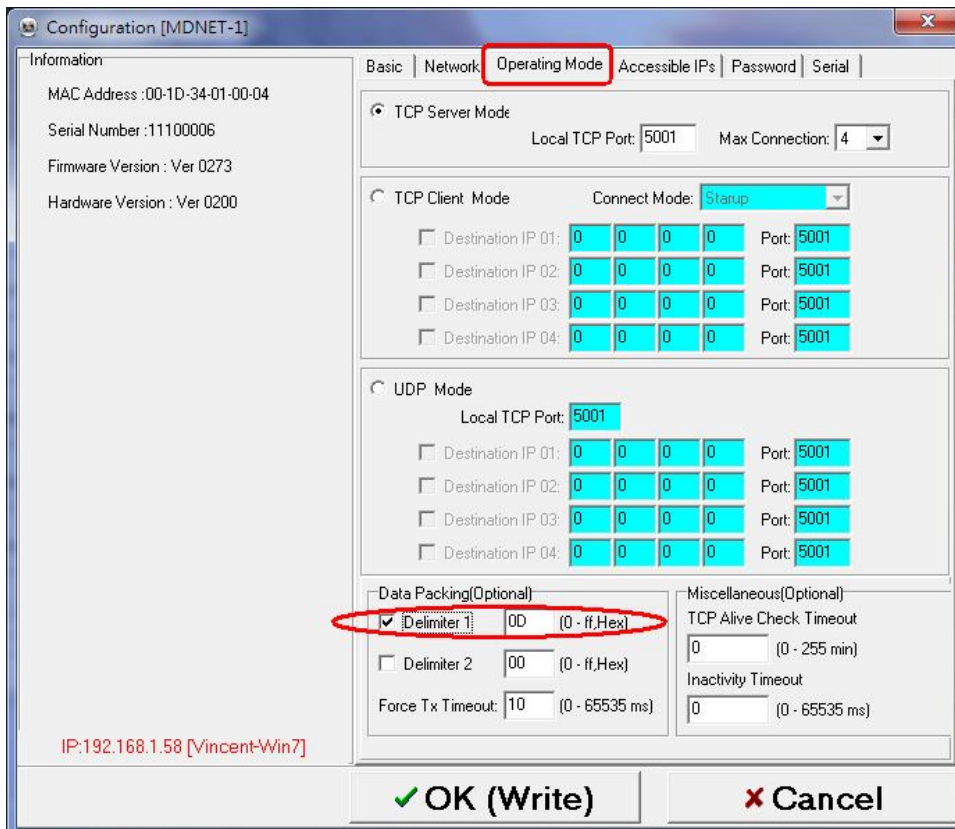 Configuration [MDNET-1]
x
Information
MAC Address :00-1D-34-01-00-04
Serial Number :11100006
Firmware Version : Ver 0273
Hardware Version : Ver 0200
IP:192.168.1.58 [Vincent-Win7]
Basic Network Operating Mode Accessible IPs Password Serial
TCP Server Mode
Local TCP Port: 5001 Max Connection: 4
TCP Client Mode Connect Mode: Starup
Destination IP 01: 0 0 0 0 Port: 5001
Destination IP 02: 0 0 0 0 Port: 5001
Destination IP 03: 0 0 0 0 Port: 5001
Destination IP 04: 0 0 0 0 Port: 5001
UDP Mode
Local TCP Port: 5001
Destination IP 01: 0 0 0 0 Port: 5001
Destination IP 02: 0 0 0 0 Port: 5001
Destination IP 03: 0 0 0 0 Port: 5001
Destination IP 04: 0 0 0 0 Port: 5001
Data Packing(Optional)
Delimiter 1 0D (0 - ff,Hex)
Delimiter 2 00 (0 - ff,Hex)
Force Tx Timeout: 10 (0 - 65535 ms)
Miscellaneous(Optional)
TCP Alive Check Timeout
0 (0 - 255 min)
Inactivity Timeout
0 (0 - 65535 ms)
OK (Write) Cancel